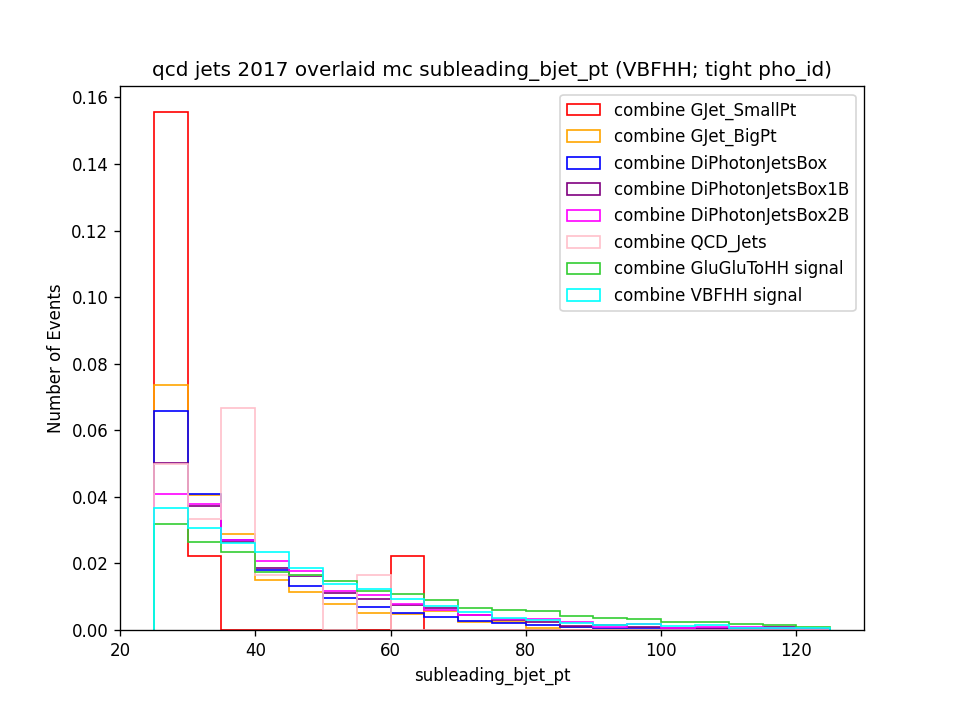 qcd jets 2017 overlaid mc subleading_bjet_pt (VBFHH; tight pho_id)
combine GJet_SmallPt
combine GJet_BigPt
combine DiPhotonJetsBox
combine DiPhotonJetsBox1B
combine DiPhotonJetsBox2B
combine QCD_Jets
combine GluGluToHH signal
combine VBFHH signal
Number of Events
0.16
0.14
0.12
0.10
0.08
0.06
0.04
0.02
0.00
20 40 60 80 100 120
subleading_bjet_pt